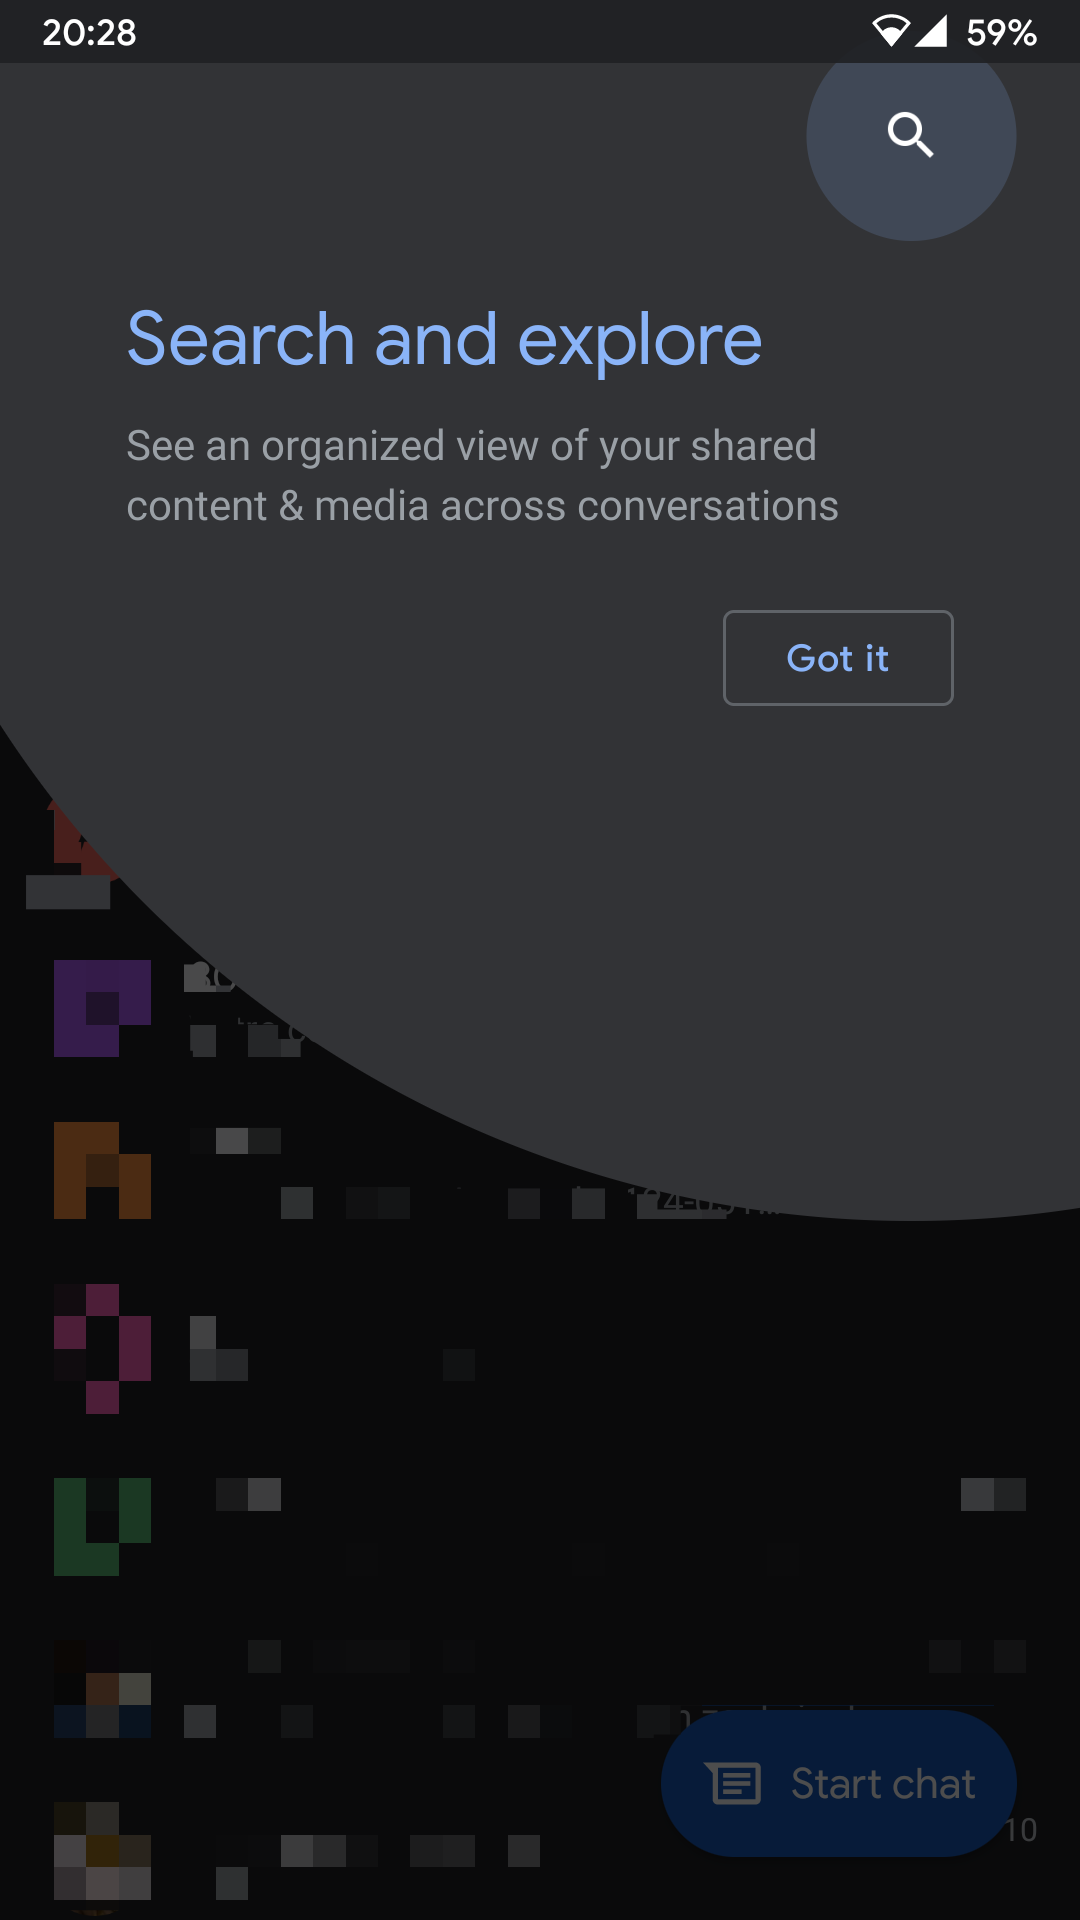 20:28
59%
Search and explore
See an organized view of your shared
content & media across conversations
Got it
Start chat
10